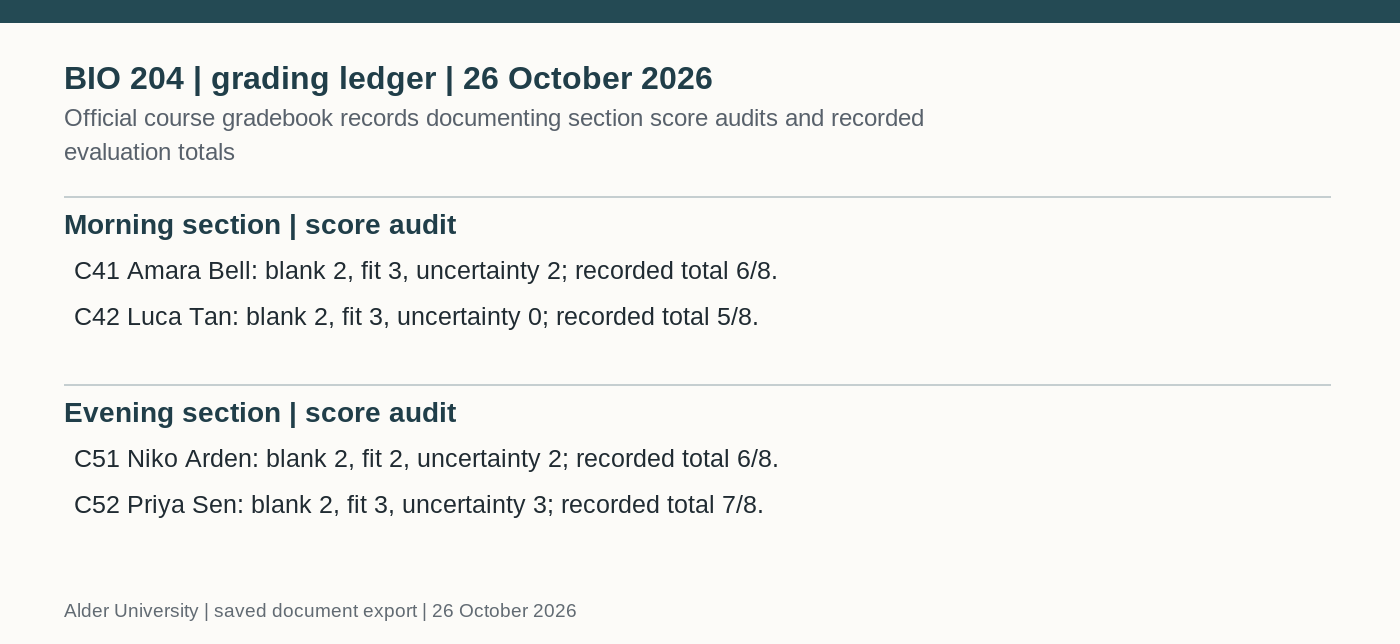 BIO 204 | grading ledger | 26 October 2026
Official course gradebook records documenting section score audits and recorded
evaluation totals
Morning section | score audit
C41 Amara Bell: blank 2, fit 3, uncertainty 2; recorded total 6/8.
C42 Luca Tan: blank 2, fit 3, uncertainty 0; recorded total 5/8.
Evening section | score audit
C51 Niko Arden: blank 2, fit 2, uncertainty 2; recorded total 6/8.
C52 Priya Sen: blank 2, fit 3, uncertainty 3; recorded total 7/8.
Alder University | saved document export | 26 October 2026